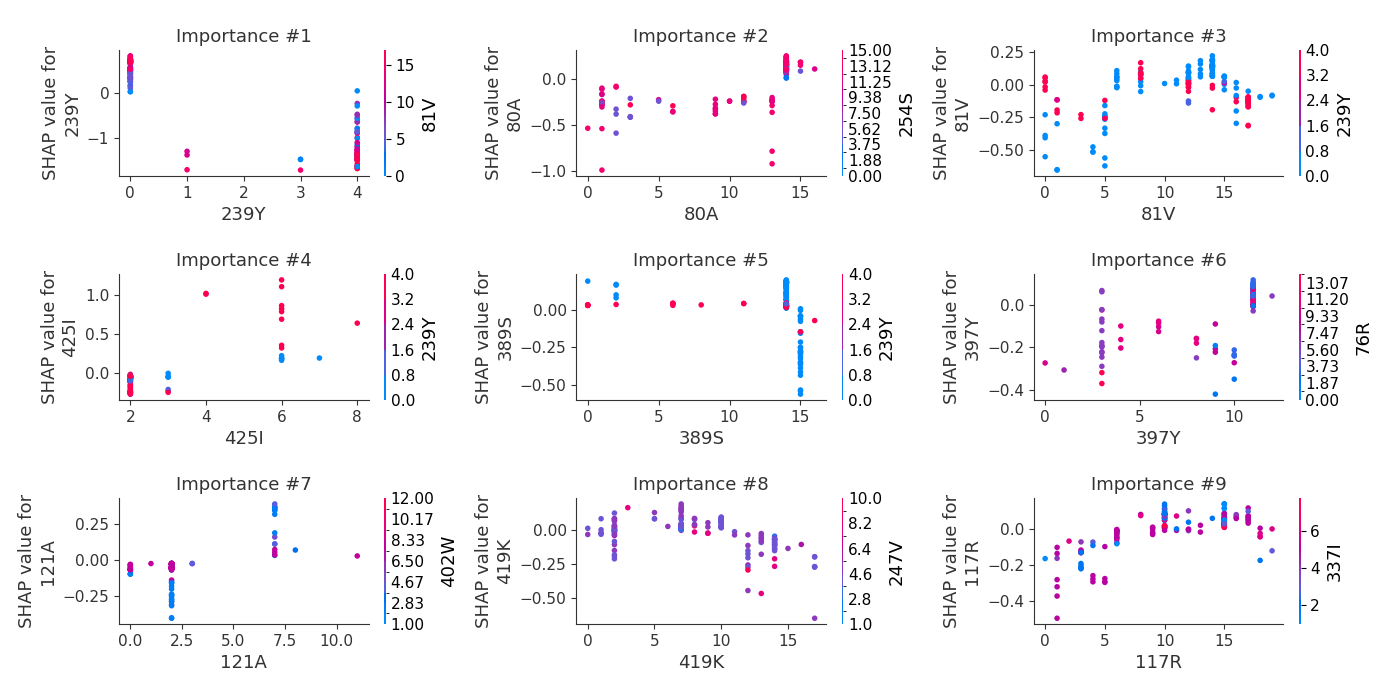 Importance #1
SHAP value for
239Y
0
−1
0
1
2
3
4
239Y
15
10
5
0
81V
Importance #2
SHAP value for
80A
0.0
−0.5
−1.0
0
5
10
15
80A
15.00
13.12
11.25
9.38
7.50
5.62
3.75
1.88
0.00
254S
Importance #3
SHAP value for
81V
0.25
0.00
−0.25
−0.50
0
5
10
15
81V
4.0
3.2
2.4
1.6
0.8
0.0
239Y
Importance #4
SHAP value for
425I
1.0
0.5
0.0
2
4
6
8
425I
4.0
3.2
2.4
1.6
0.8
0.0
239Y
Importance #5
SHAP value for
389S
0.00
−0.25
−0.50
0
5
10
15
389S
4.0
3.2
2.4
1.6
0.8
0.0
239Y
Importance #6
SHAP value for
397Y
0.0
−0.2
−0.4
0
5
10
397Y
13.07
11.20
9.33
7.47
5.60
3.73
1.87
0.00
76R
Importance #7
SHAP value for
121A
0.25
0.00
−0.25
0.0
2.5
5.0
7.5
10.0
121A
12.00
10.17
8.33
6.50
4.67
2.83
1.00
402W
Importance #8
SHAP value for
419K
0.00
−0.25
−0.50
0
5
10
15
419K
10.0
8.2
6.4
4.6
2.8
1.0
247V
Importance #9
SHAP value for
117R
0.0
−0.2
−0.4
0
5
10
15
117R
6
4
2
337I